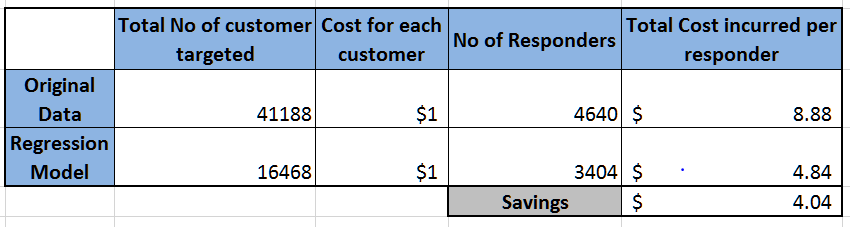 Total No of customer targeted Cost for each customer No of Responders Total Cost incurred per responder
Original Data 41188 $1 4640 $ 8.88
Regression Model 16468 $1 3404 $ 4.84
Savings $ 4.04